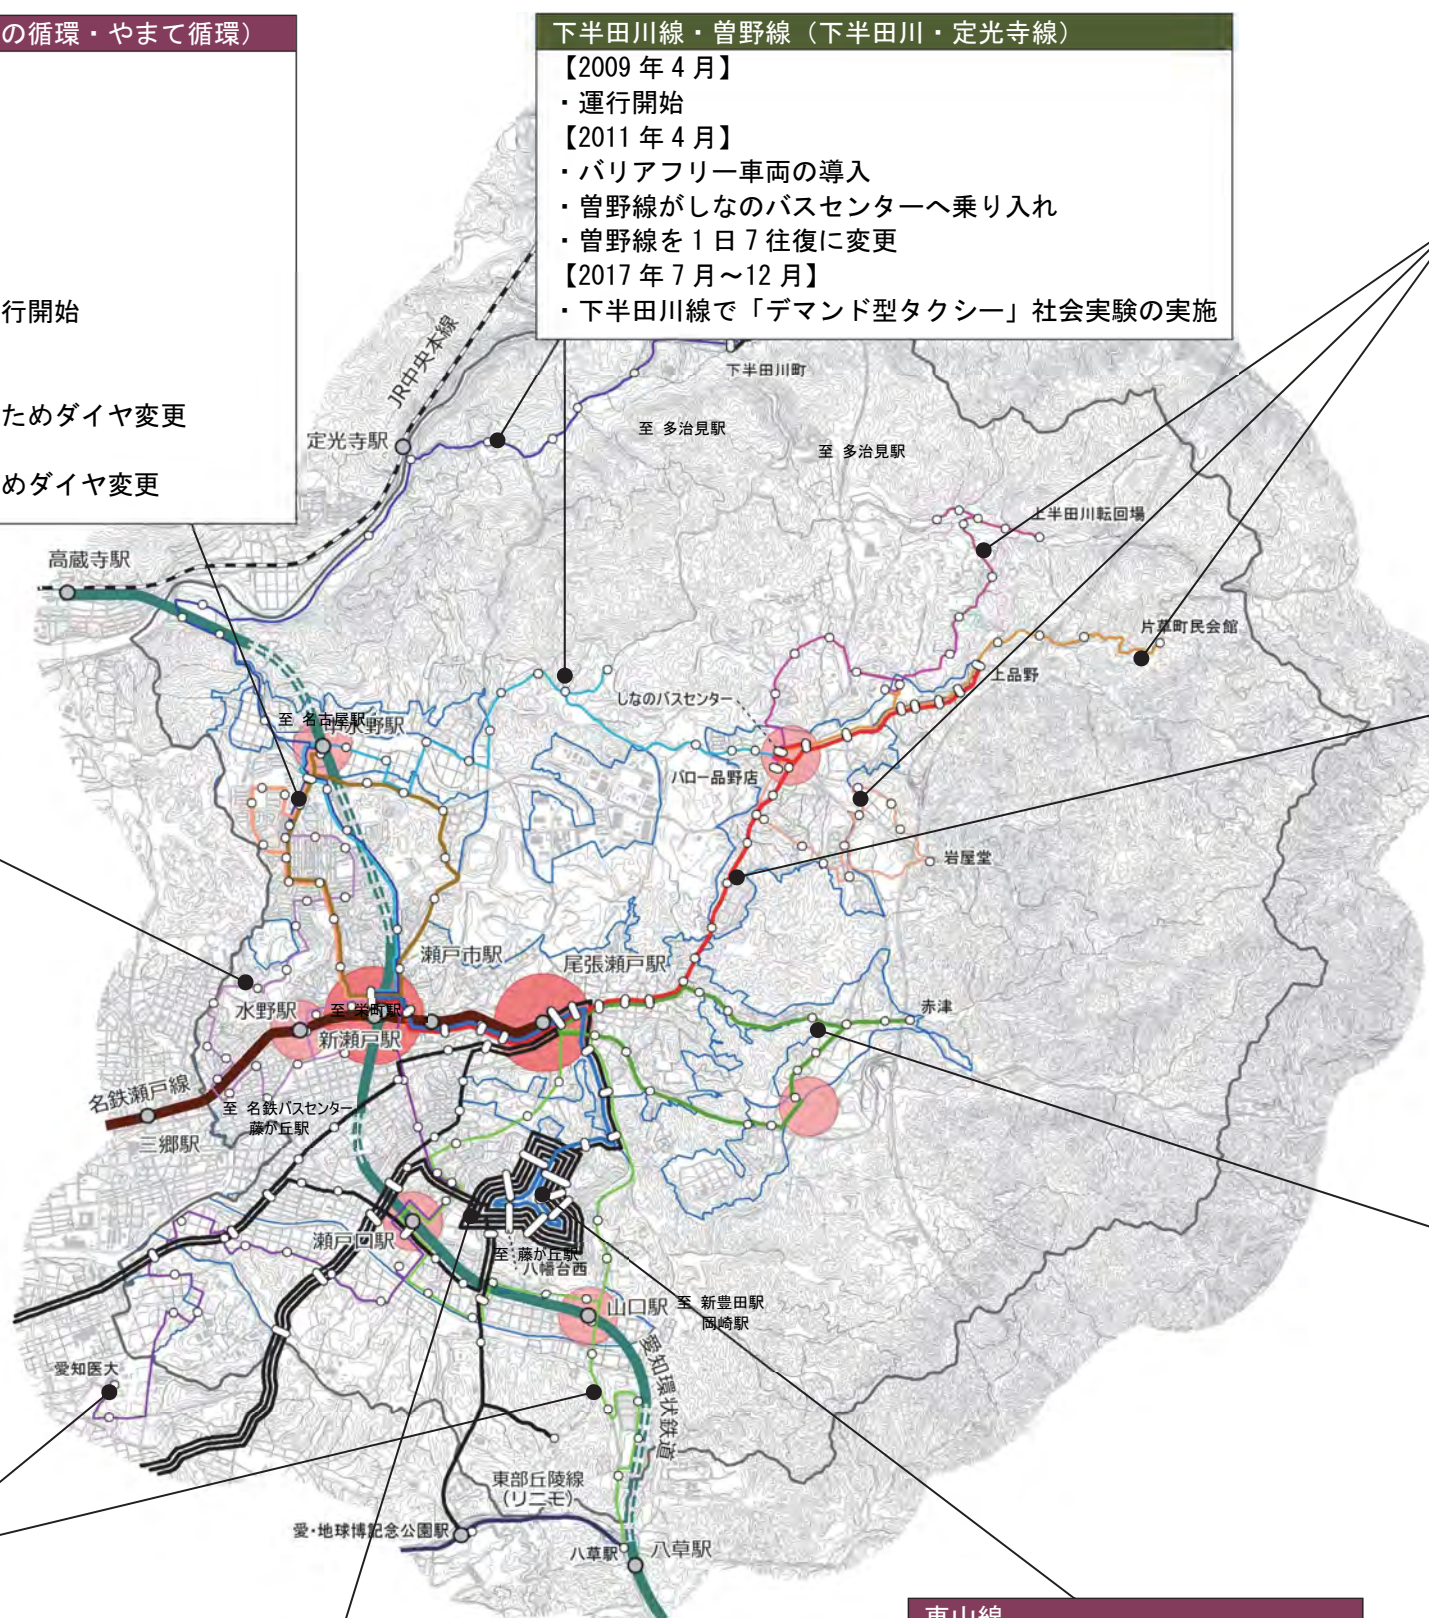 の循環・やまて循環）
行開始
ためダイヤ変更
めダイヤ変更
下半田川線・曽野線（下半田川・定光寺線）
【2009 年 4 月】
・運行開始
【2011 年 4 月】
・バリアフリー車両の導入
・曽野線がしなのバスセンターへ乗り入れ
・曽野線を 1 日 7 往復に変更
【2017 年 7 月～12 月】
・下半田川線で「デマンド型タクシー」社会実験の実施
JR中央本線
下半田川町
定光寺駅
至 多治見駅
至 多治見駅
上半田川転回場
高蔵寺駅
片草町民会館
上品野
しなのバスセンター
至 名古屋駅
中水野駅
バロー品野店
岩屋堂
瀬戸市駅
尾張瀬戸駅
赤津
水野駅
至 栄町駅
新瀬戸駅
名鉄瀬戸線
至 名鉄バスセンター
藤が丘駅
三郷駅
瀬戸口駅
至 藤が丘駅
八幡台西
山口駅
至 新豊田駅
岡崎駅
愛知環状鉄道
愛知医大
東部丘陵線
（リニモ）
愛・地球博記念公園駅
八草駅
八草駅
東山線